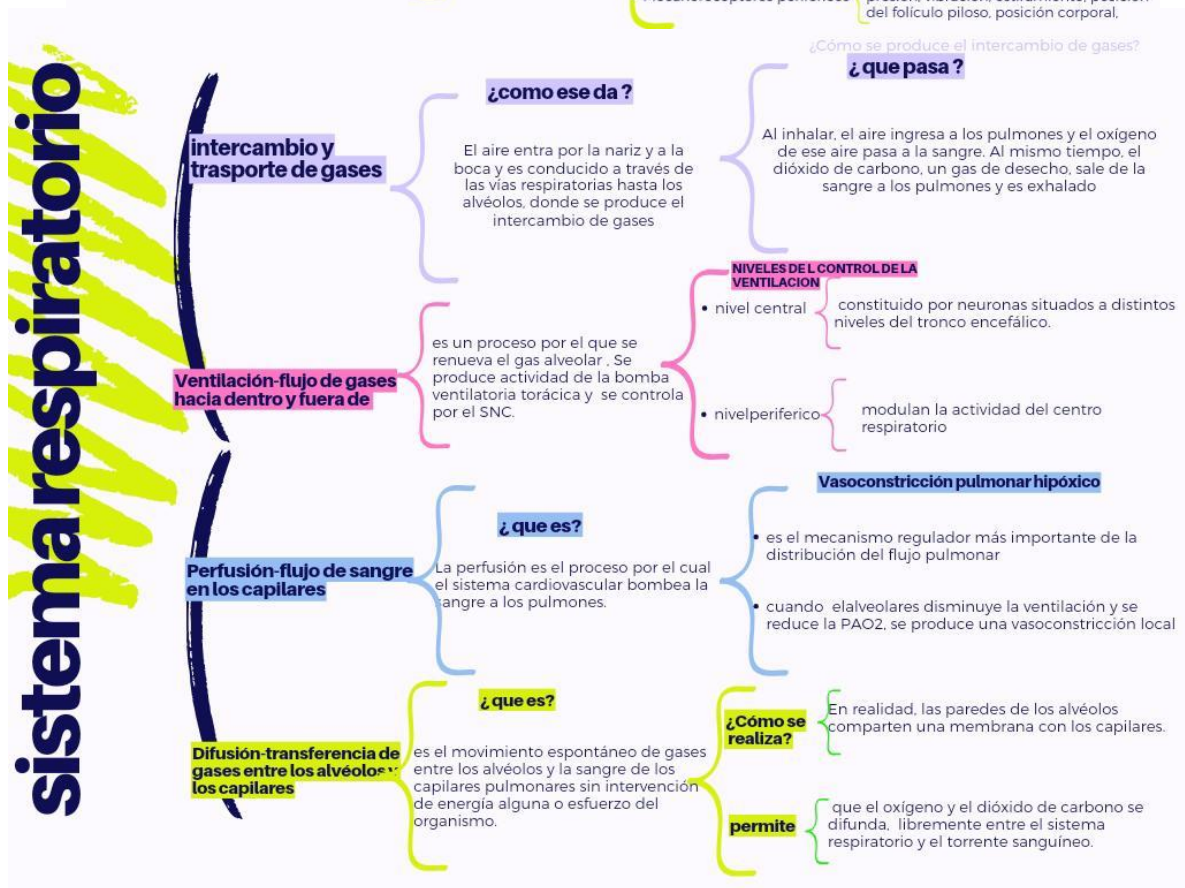 del folículo piloso, posición corporal,
sistema respiratorio
intercambio y
trasporte de gases
¿como ese da ?
El aire entra por la nariz y a la
boca y es conducido a través de
las vías respiratorias hasta los
alvéolos, donde se produce el
intercambio de gases
¿Cómo se produce el intercambio de gases?
¿ que pasa ?
Al inhalar, el aire ingresa a los pulmones y el oxígeno
de ese aire pasa a la sangre. Al mismo tiempo, el
dióxido de carbono, un gas de desecho, sale de la
sangre a los pulmones y es exhalado
Ventilación-flujo de gases
hacia dentro y fuera de
es un proceso por el que se
renueva el gas alveolar , Se
produce actividad de la bomba
ventilatoria torácica y se controla
por el SNC.
NIVELES DE L CONTROL DE LA
VENTILACION
• nivel central
constituido por neuronas situados a distintos
niveles del tronco encefálico.
• nivelperiferico
modulan la actividad del centro
respiratorio
Perfusión-flujo de sangre
en los capilares
¿ que es?
La perfusión es el proceso por el cual
el sistema cardiovascular bombea la
sangre a los pulmones.
Vasoconstricción pulmonar hipóxico
• es el mecanismo regulador más importante de la
distribución del flujo pulmonar
• cuando elalveolares disminuye la ventilación y se
reduce la PAO2, se produce una vasoconstricción local
Difusión-transferencia de
gases entre los alvéolos y
los capilares
¿ que es?
es el movimiento espontáneo de gases
entre los alvéolos y la sangre de los
capilares pulmonares sin intervención
de energía alguna o esfuerzo del
organismo.
¿Cómo se
realiza?
En realidad, las paredes de los alvéolos
comparten una membrana con los capilares.
permite
que el oxígeno y el dióxido de carbono se
difunda, libremente entre el sistema
respiratorio y el torrente sanguíneo.